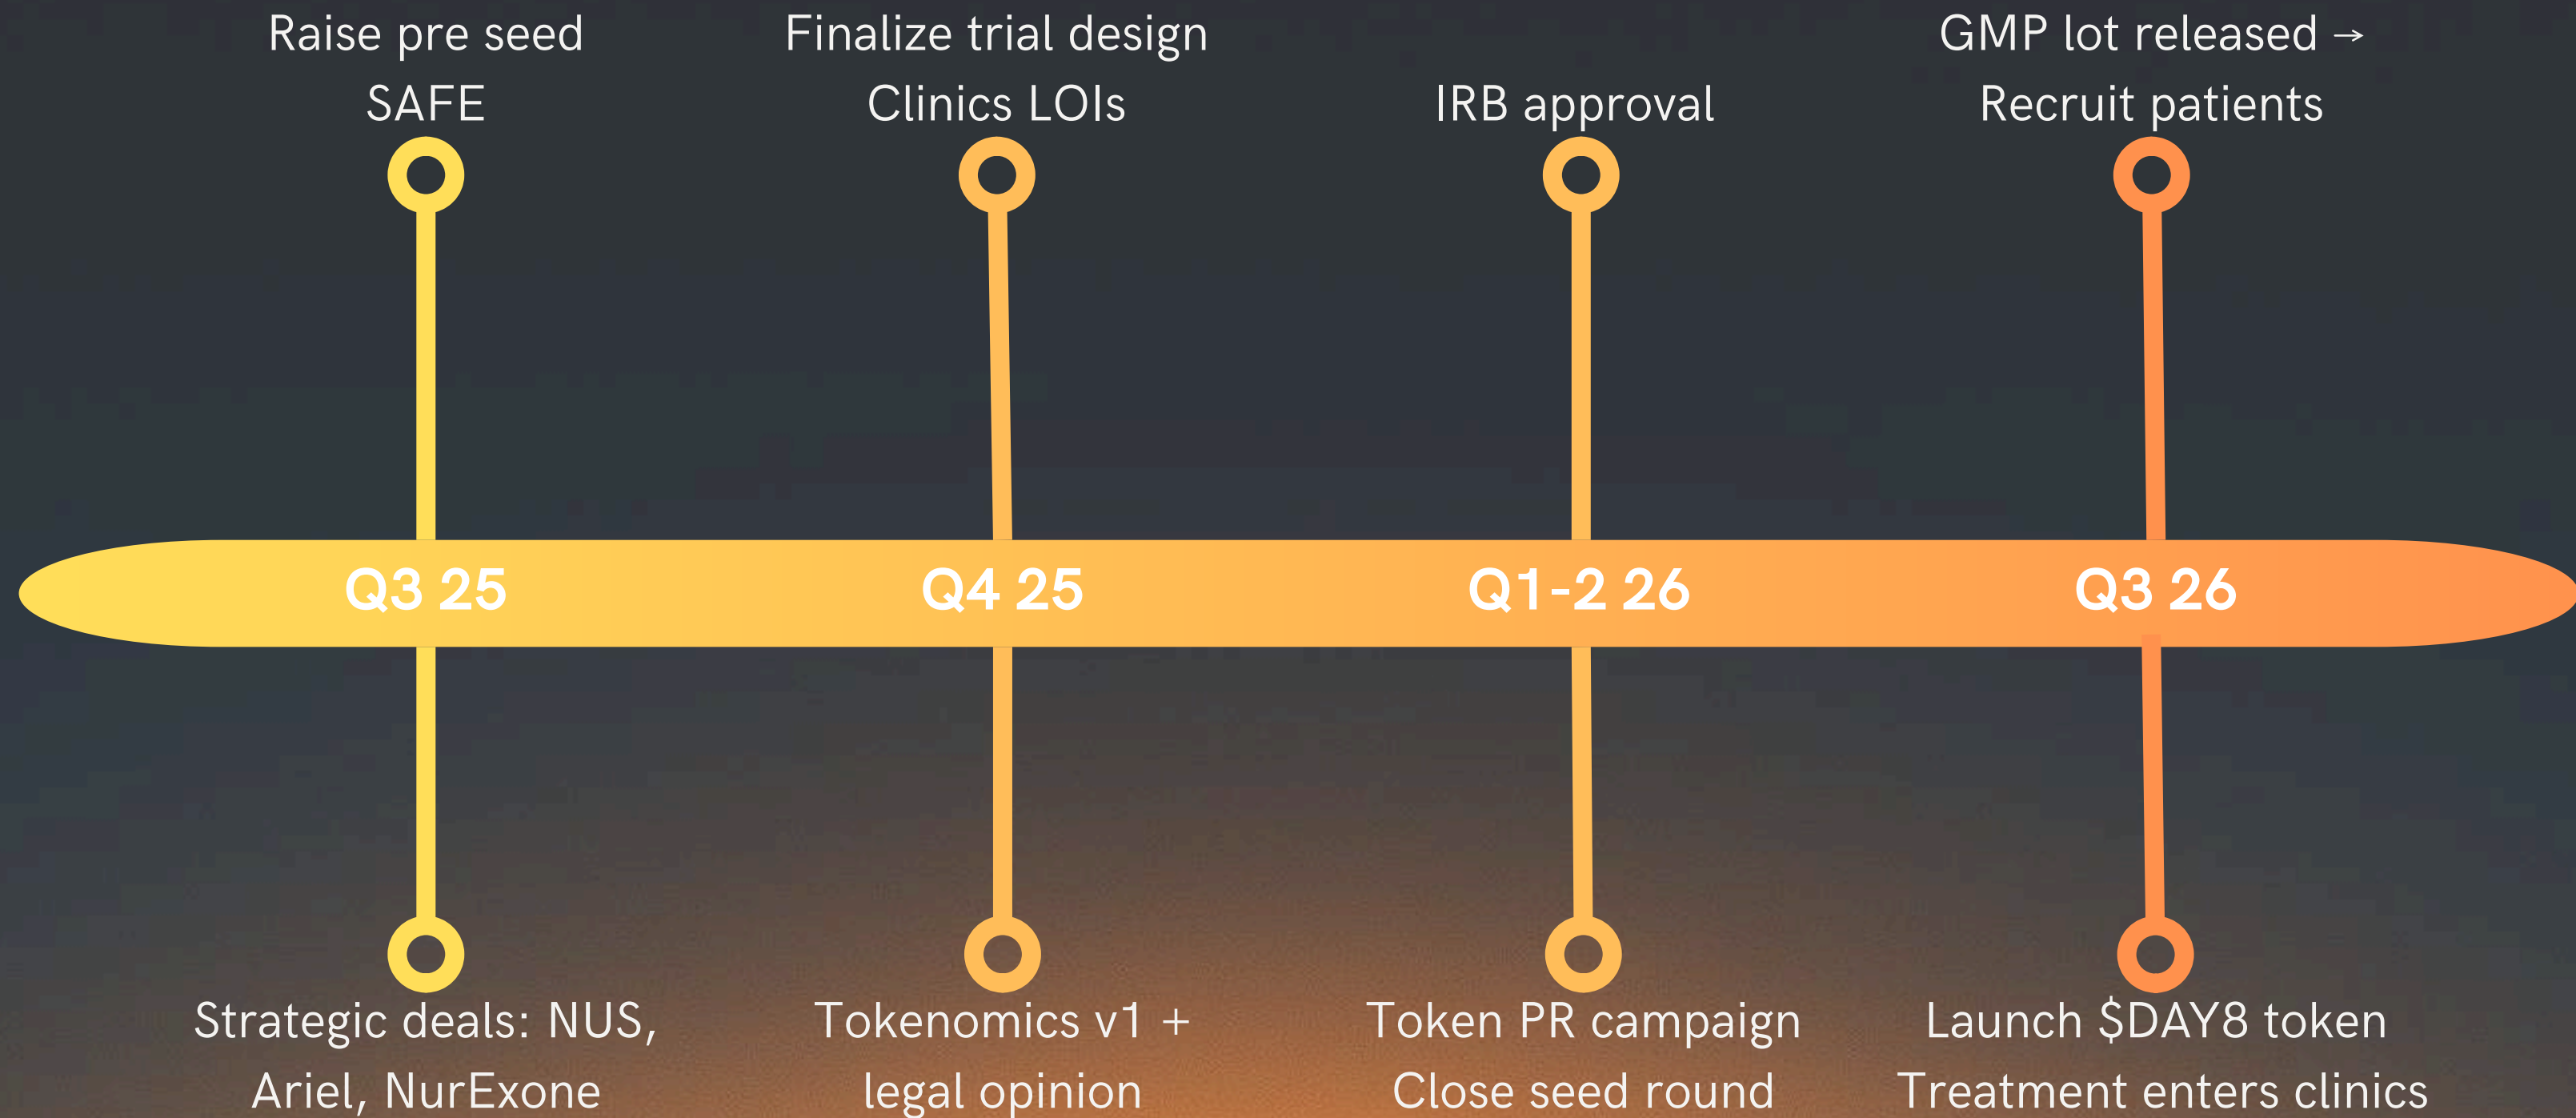 Raise pre seed
SAFE
Finalize trial design
Clinics LOIs
IRB approval
GMP lot released →
Recruit patients
Q3 25
Q4 25
Q1-2 26
Q3 26
Strategic deals: NUS,
Ariel, NurExone
Tokenomics v1 +
legal opinion
Token PR campaign
Close seed round
Launch $DAY8 token
Treatment enters clinics